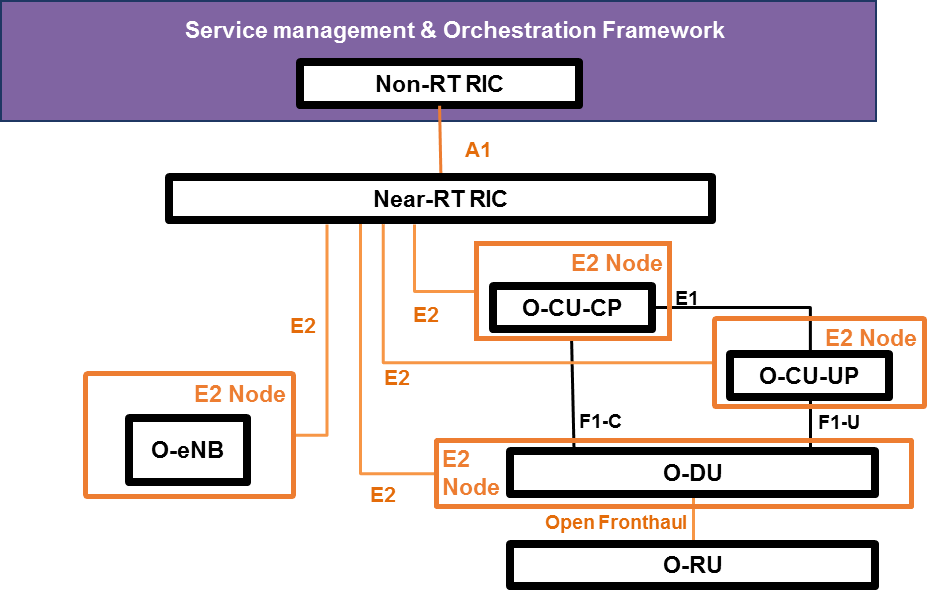 Service management & Orchestration Framework
Non-RT RIC
A1
Near-RT RIC
E2 Node
O-CU-CP
E1
E2
E2
E2 Node
O-CU-UP
E2
E2 Node
O-eNB
F1-C
F1-U
E2
Node
O-DU
E2
Open Fronthaul
O-RU